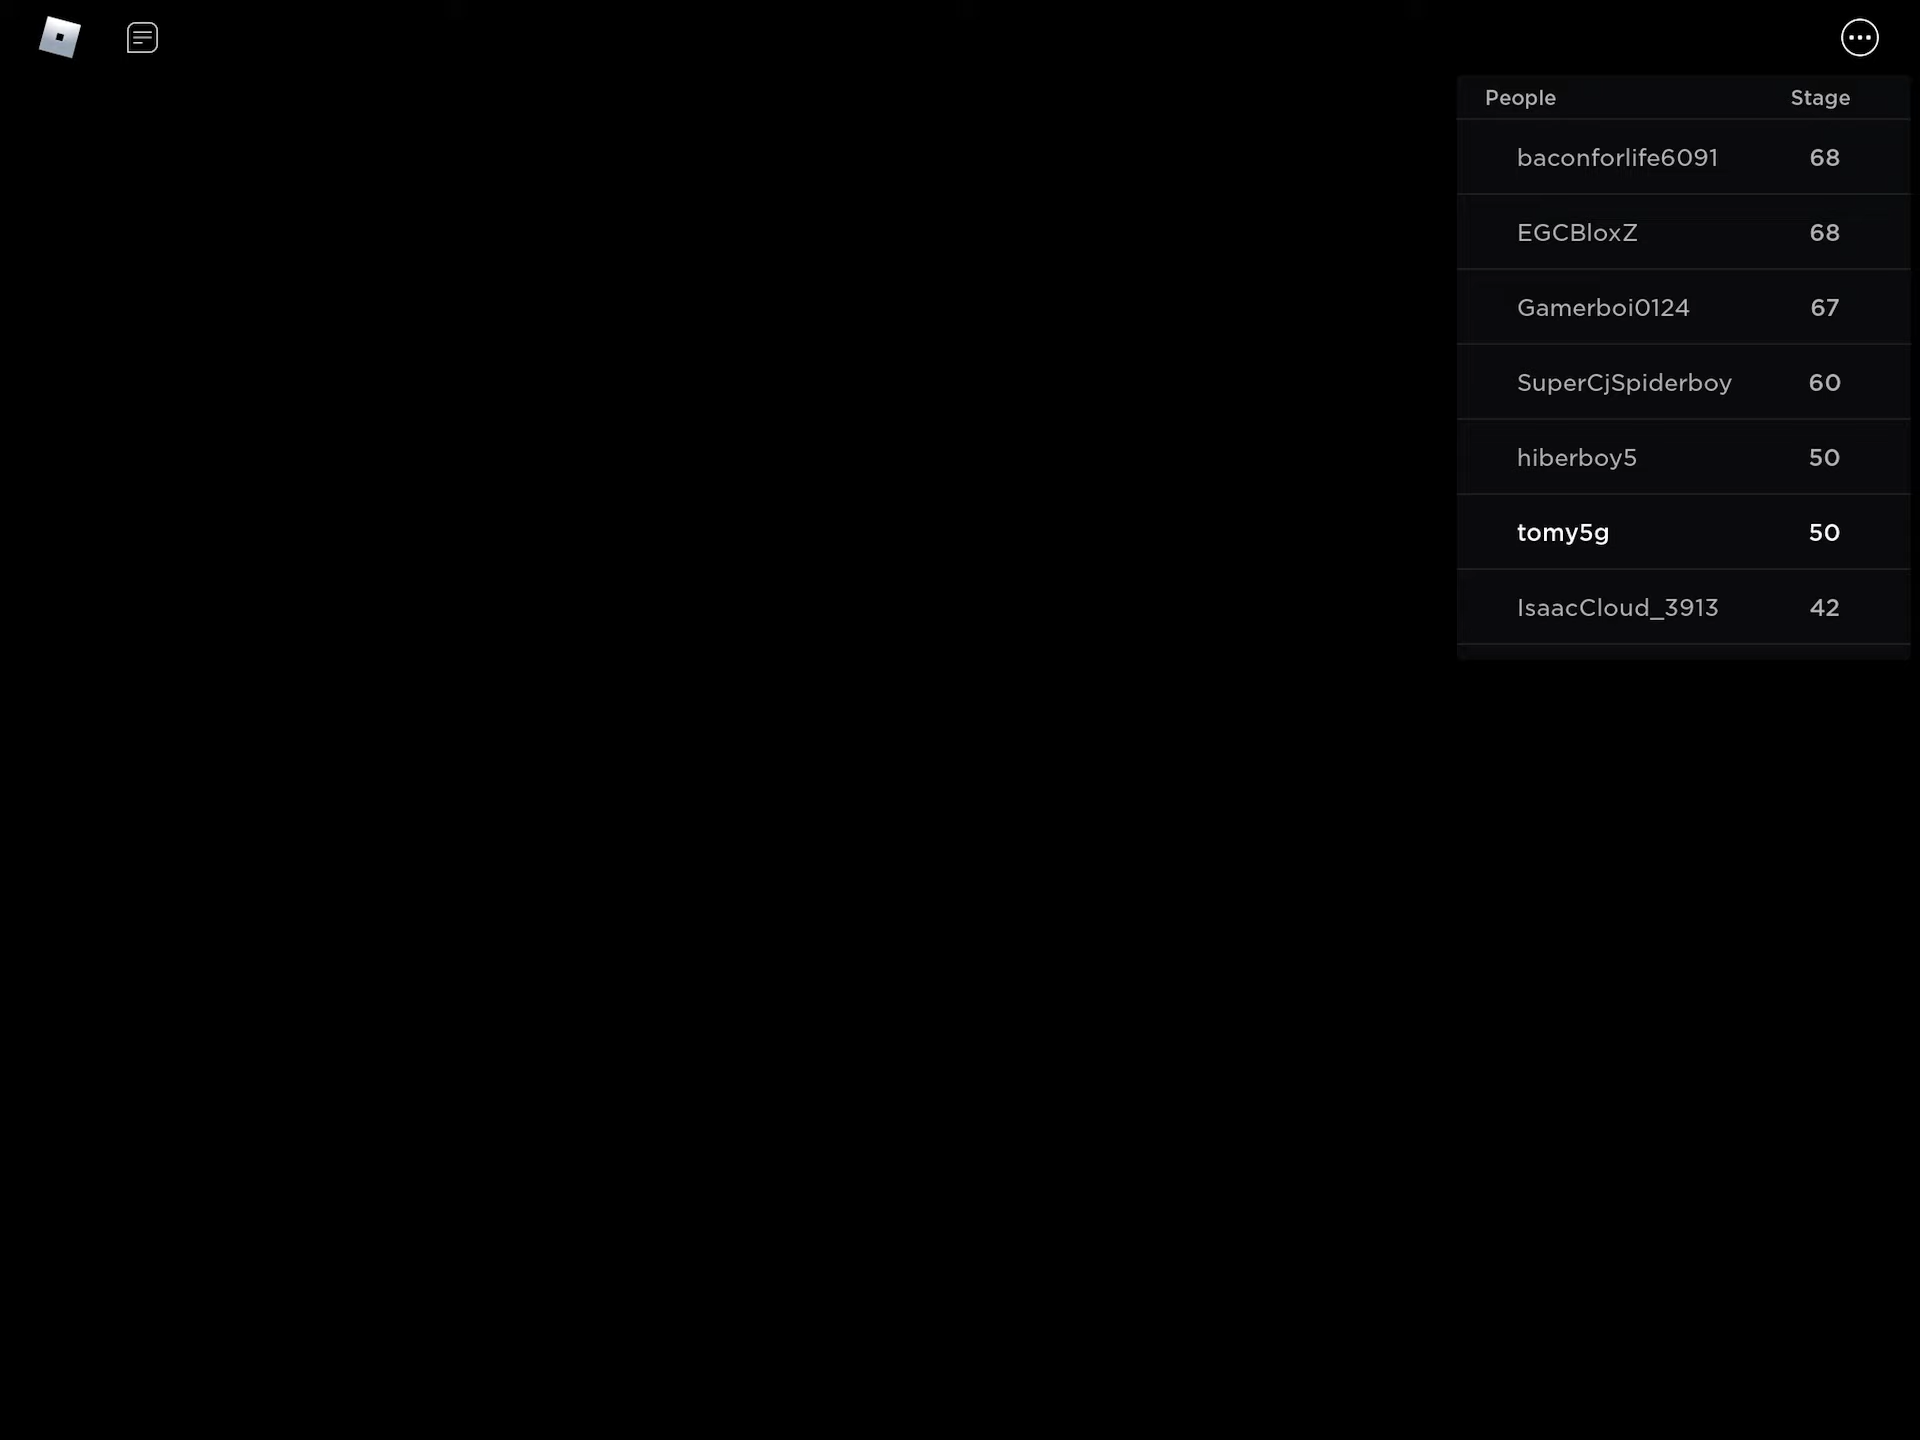 People Stage
baconforlife6091 68
EGCBloxZ 68
Gamerboi0124 67
SuperCjSpiderboy 60
hiberboy5 50
tomy5g 50
IsaacCloud_3913 42